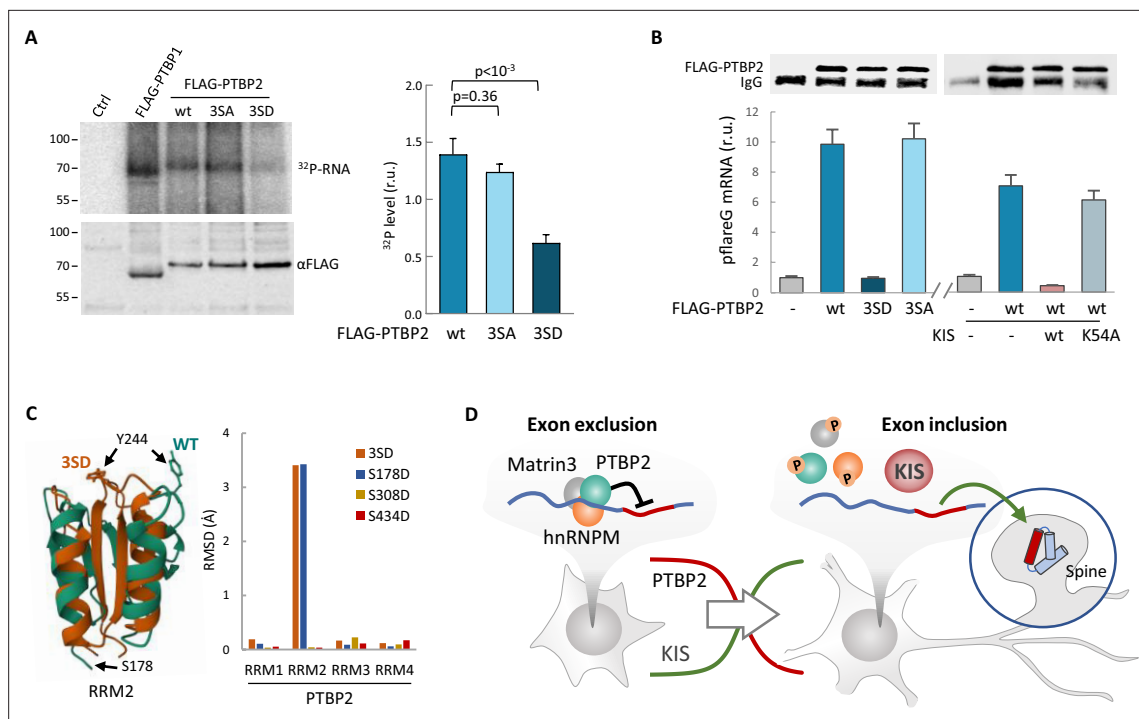 A
Ctrl
FLAG-PTBP1
FLAG-PTBP2
wt 3SA 3SD
100
70
55
32P-RNA
100
70
55
αFLAG
p<10-3
p=0.36
32P level (r.u.)
2.0
1.5
1.0
0.5
0.0
FLAG-PTBP2 wt 3SA 3SD
B
FLAG-PTBP2
IgG
pflareG mRNA (r.u.)
12
10
8
6
4
2
0
FLAG-PTBP2 - wt 3SD 3SA - wt wt wt
KIS - - wt K54A
C
Y244
3SD
WT
S178
RRM2
RMSD (Å)
4
3
2
1
0
3SD
S178D
S308D
S434D
RRM1 RRM2 RRM3 RRM4
PTBP2
D
Exon exclusion
Matrin3 PTBP2
hnRNPM
PTBP2
KIS
Exon inclusion
P
P
P
KIS
Spine